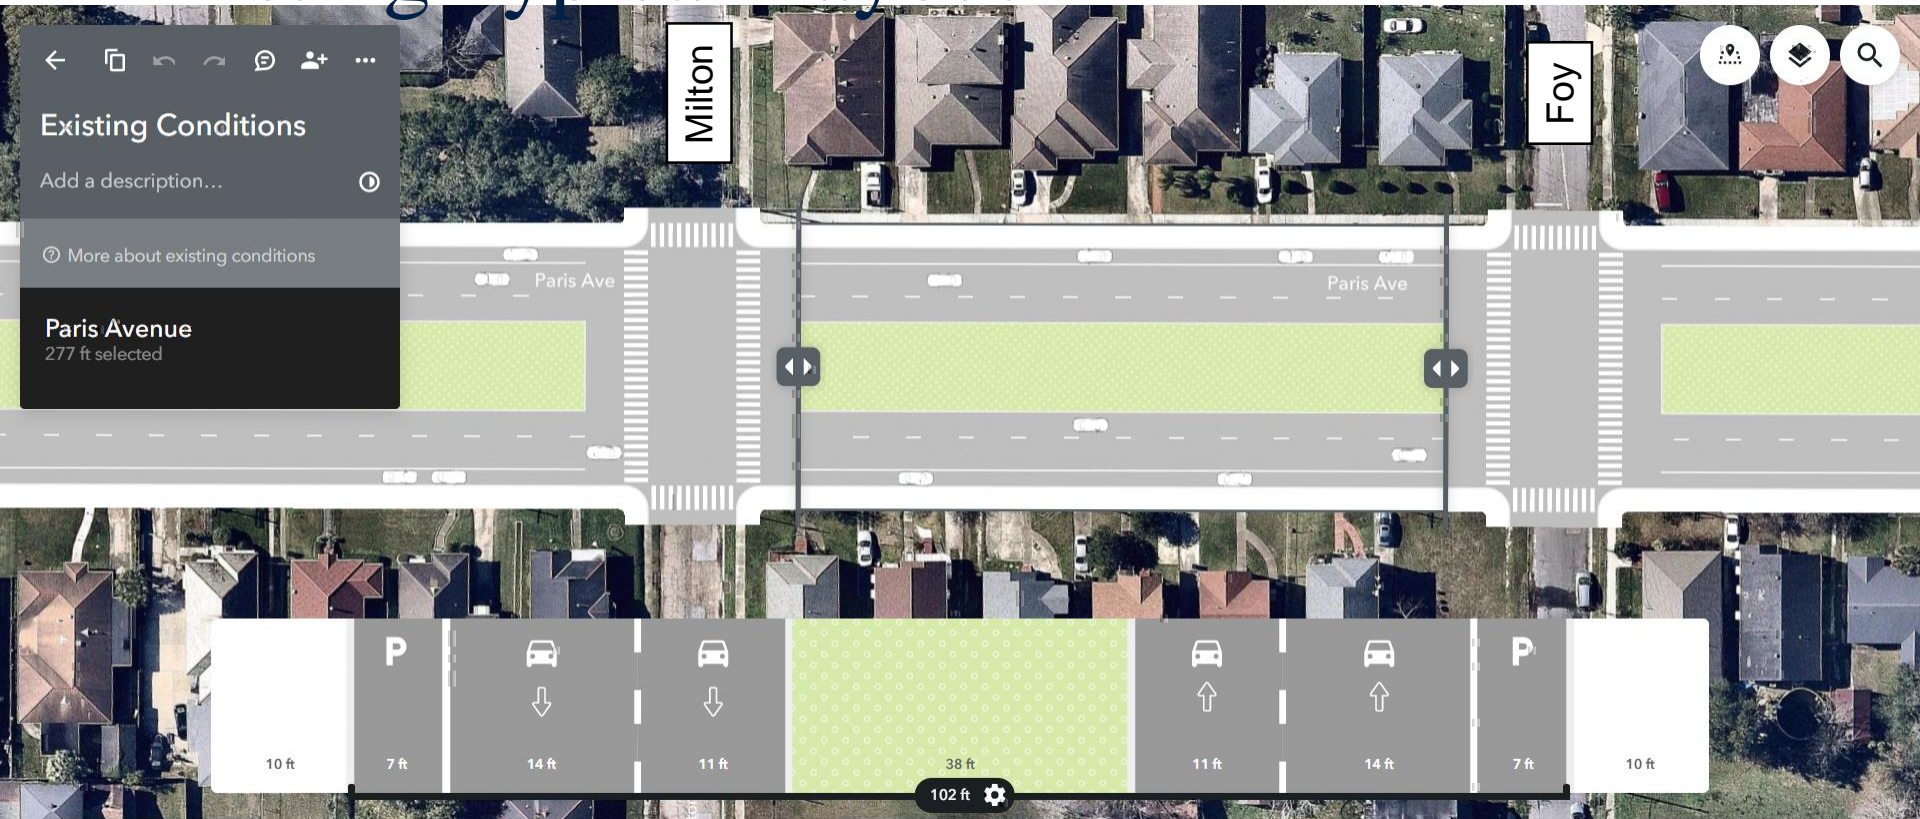 Milton
Foy
Existing Conditions
Add a description...
More about existing conditions
Paris Avenue
277 ft selected
Paris Ave
Paris Ave
P
P
10 ft
7 ft
14 ft
11 ft
38 ft
11 ft
14 ft
7 ft
10 ft
102 ft